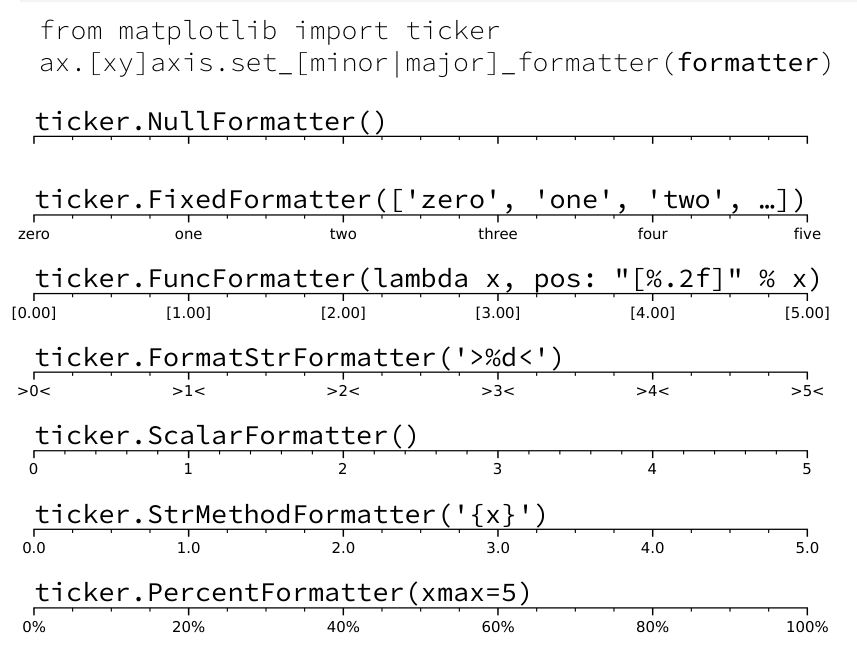 from matplotlib import ticker
ax.[xy]axis.set_[minor|major]_formatter(formatter)
ticker.NullFormatter()
ticker.FixedFormatter(['zero', 'one', 'two', …])
zero one two three four five
ticker.FuncFormatter(lambda x, pos: "[%.2f]" % x)
[0.00] [1.00] [2.00] [3.00] [4.00] [5.00]
ticker.FormatStrFormatter('>%d<')
>0< >1< >2< >3< >4< >5<
ticker.ScalarFormatter()
0 1 2 3 4 5
ticker.StrMethodFormatter('{x}')
0.0 1.0 2.0 3.0 4.0 5.0
ticker.PercentFormatter(xmax=5)
0% 20% 40% 60% 80% 100%